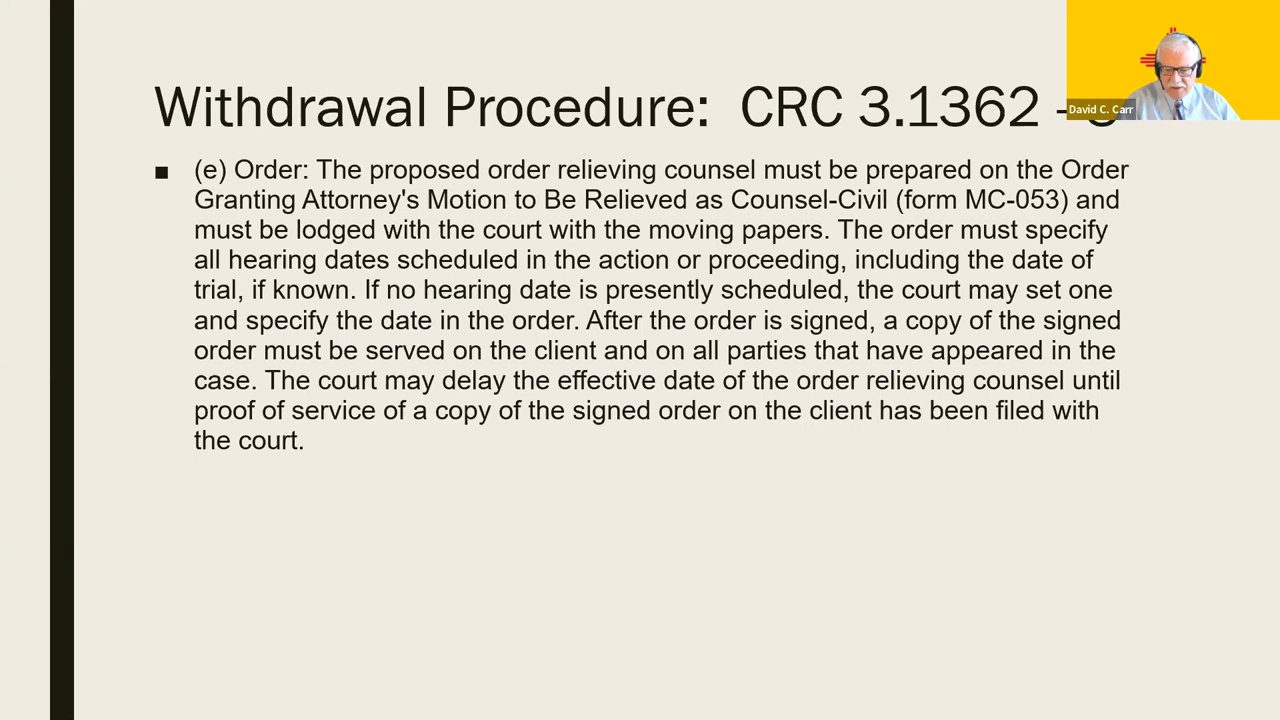 Withdrawal Procedure: CRC 3.1362 -
David C. Carr
■ (e) Order: The proposed order relieving counsel must be prepared on the Order
Granting Attorney's Motion to Be Relieved as Counsel-Civil (form MC-053) and
must be lodged with the court with the moving papers. The order must specify
all hearing dates scheduled in the action or proceeding, including the date of
trial, if known. If no hearing date is presently scheduled, the court may set one
and specify the date in the order. After the order is signed, a copy of the signed
order must be served on the client and on all parties that have appeared in the
case. The court may delay the effective date of the order relieving counsel until
proof of service of a copy of the signed order on the client has been filed with
the court.